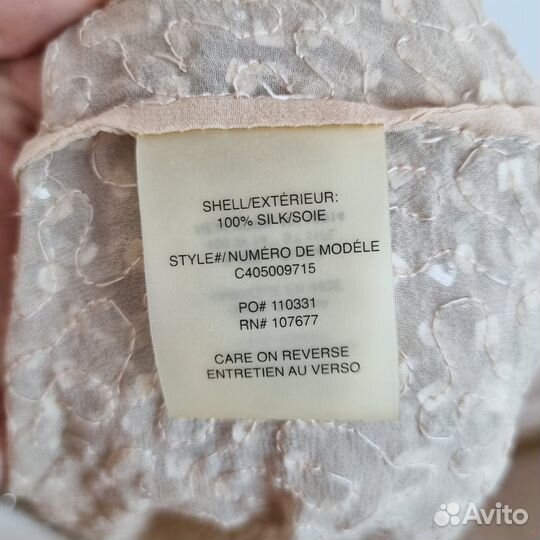 SHELL/EXTÉRIEUR:
100% SILK/SOIE
STYLE#/NUMÉRO DE MODÉLE
C405009715
PO# 110331
RN# 107677
CARE ON REVERSE
ENTRETIEN AU VERSO
Avito